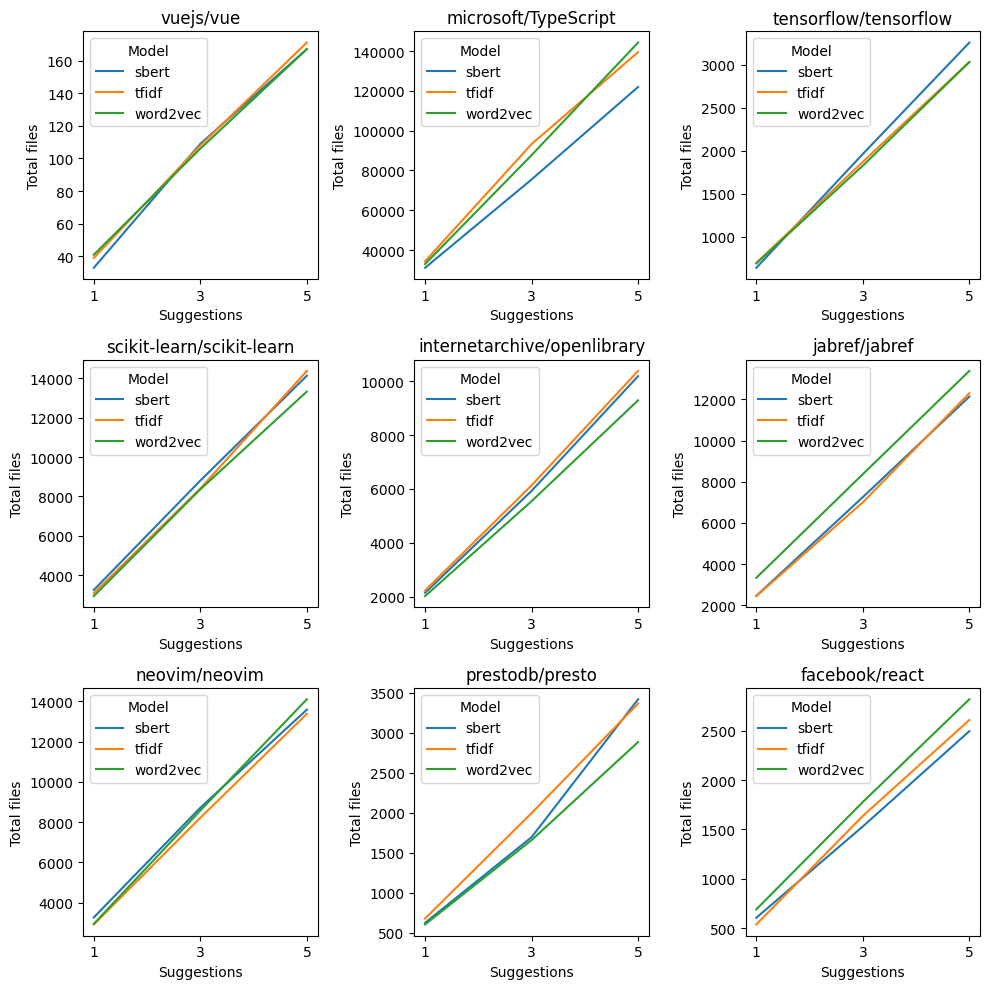 vuejs/vue
Model
sbert
tfidf
word2vec
160
140
120
100
80
60
40
Total files
1 3 5
Suggestions
microsoft/TypeScript
Model
sbert
tfidf
word2vec
140000
120000
100000
80000
60000
40000
Total files
1 3 5
Suggestions
tensorflow/tensorflow
Model
sbert
tfidf
word2vec
3000
2500
2000
1500
1000
Total files
1 3 5
Suggestions
scikit-learn/scikit-learn
Model
sbert
tfidf
word2vec
14000
12000
10000
8000
6000
4000
Total files
1 3 5
Suggestions
internetarchive/openlibrary
Model
sbert
tfidf
word2vec
10000
8000
6000
4000
2000
Total files
1 3 5
Suggestions
jabref/jabref
Model
sbert
tfidf
word2vec
12000
10000
8000
6000
4000
2000
Total files
1 3 5
Suggestions
neovim/neovim
Model
sbert
tfidf
word2vec
14000
12000
10000
8000
6000
4000
Total files
1 3 5
Suggestions
prestodb/presto
Model
sbert
tfidf
word2vec
3500
3000
2500
2000
1500
1000
500
Total files
1 3 5
Suggestions
facebook/react
Model
sbert
tfidf
word2vec
2500
2000
1500
1000
500
Total files
1 3 5
Suggestions